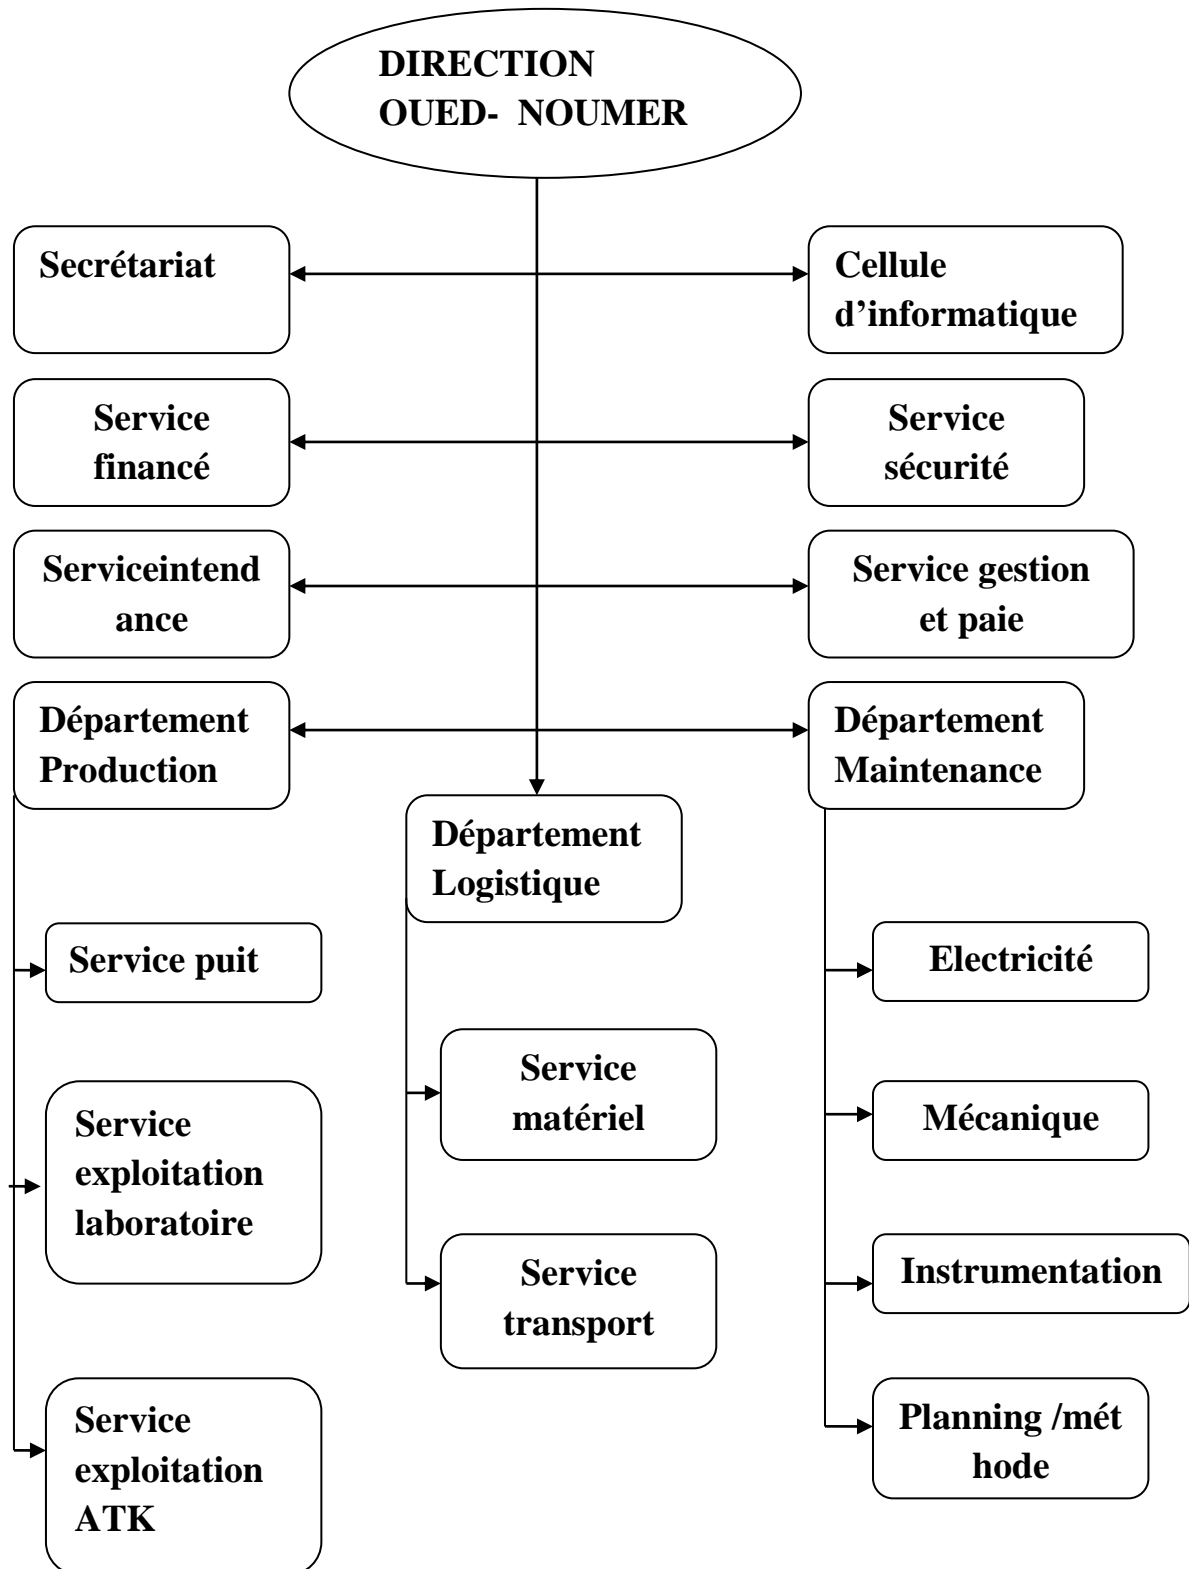 DIRECTION
OUED- NOUMER
Secrétariat
Cellule
d’informatique
Service
financé
Service
sécurité
Serviceintend
ance
Service gestion
et paie
Département
Production
Département
Maintenance
Département
Logistique
Service puit
Service
exploitation
laboratoire
Service
exploitation
ATK
Service
matériel
Service
transport
Electricité
Mécanique
Instrumentation
Planning /mét
hode